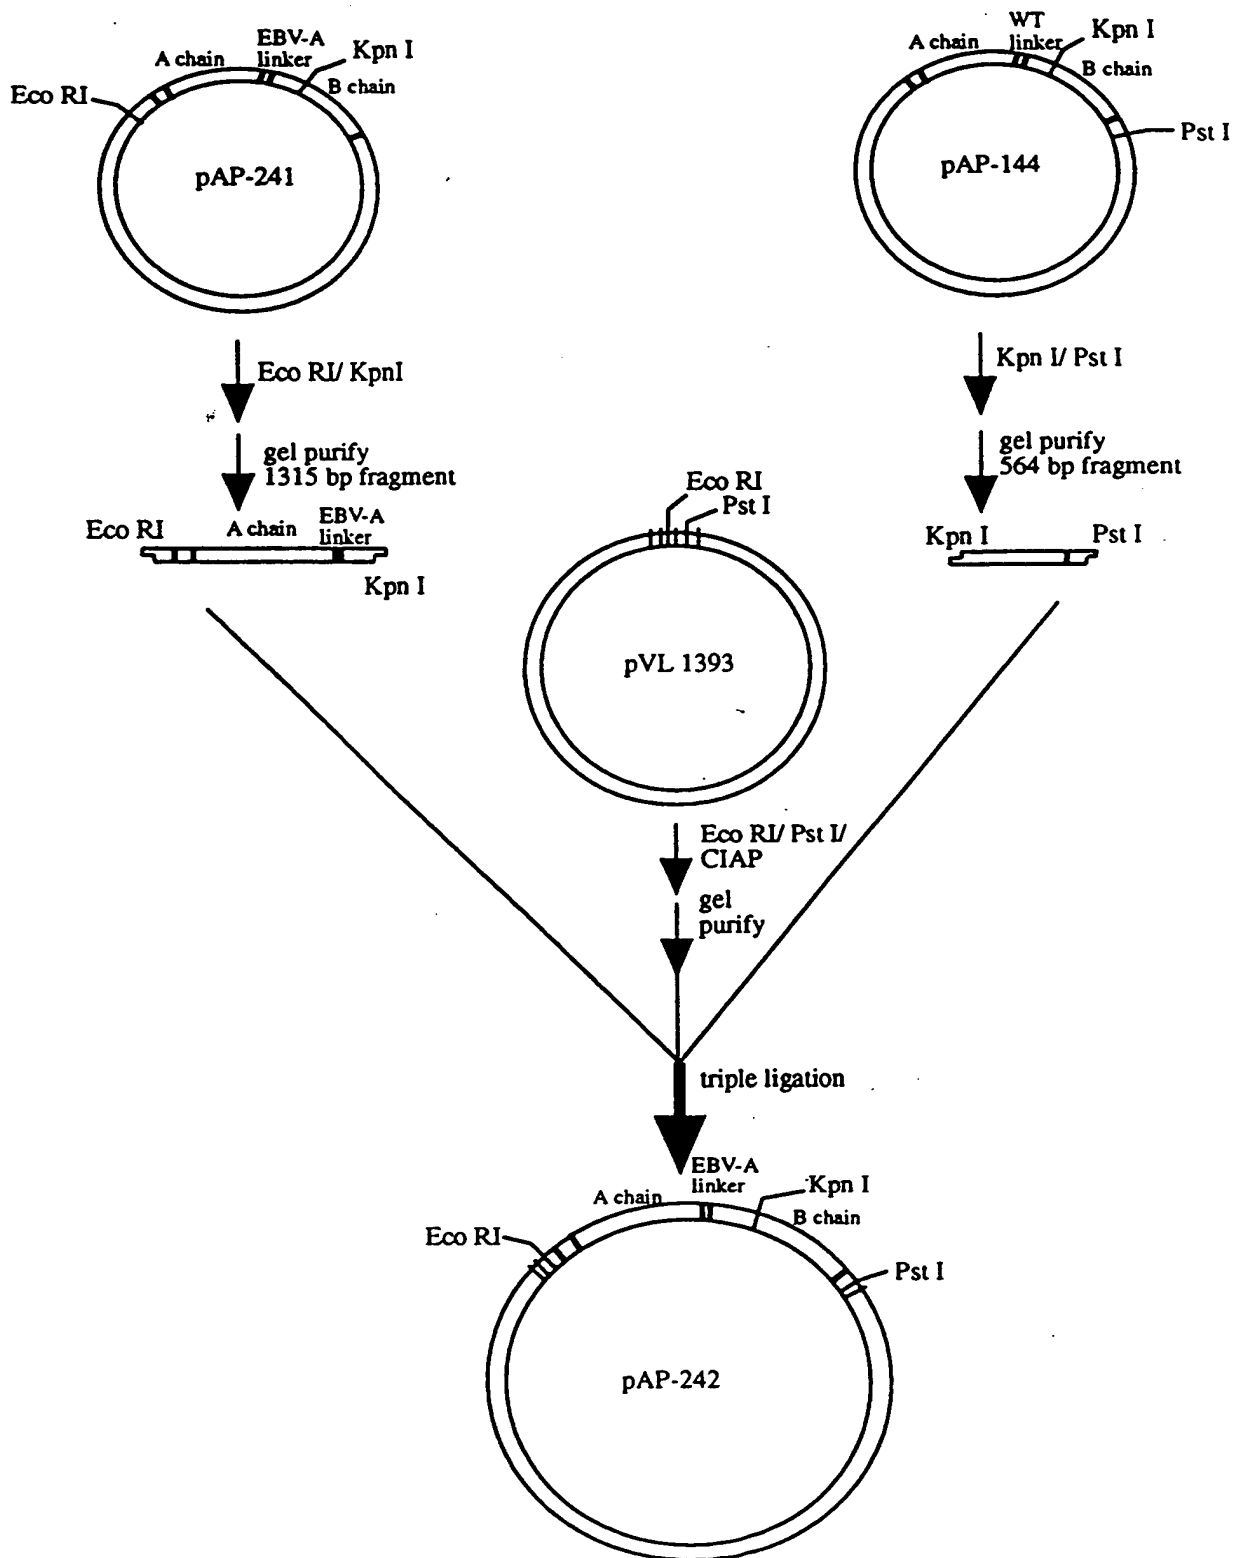 EBV-A
linker
A chain
Kpn I
B chain
Eco RI
pAP-241
WT
linker
A chain
Kpn I
B chain
Pst I
pAP-144
Eco RI/ KpnI
gel purify
1315 bp fragment
Kpn I/ Pst I
gel purify
564 bp fragment
Eco RI
A chain
EBV-A
linker
Kpn I
Kpn I
Pst I
Eco RI
Pst I
pVL 1393
Eco RI/ Pst I/
CIAP
gel
purify
triple ligation
EBV-A
linker
A chain
Kpn I
B chain
Eco RI
Pst I
pAP-242